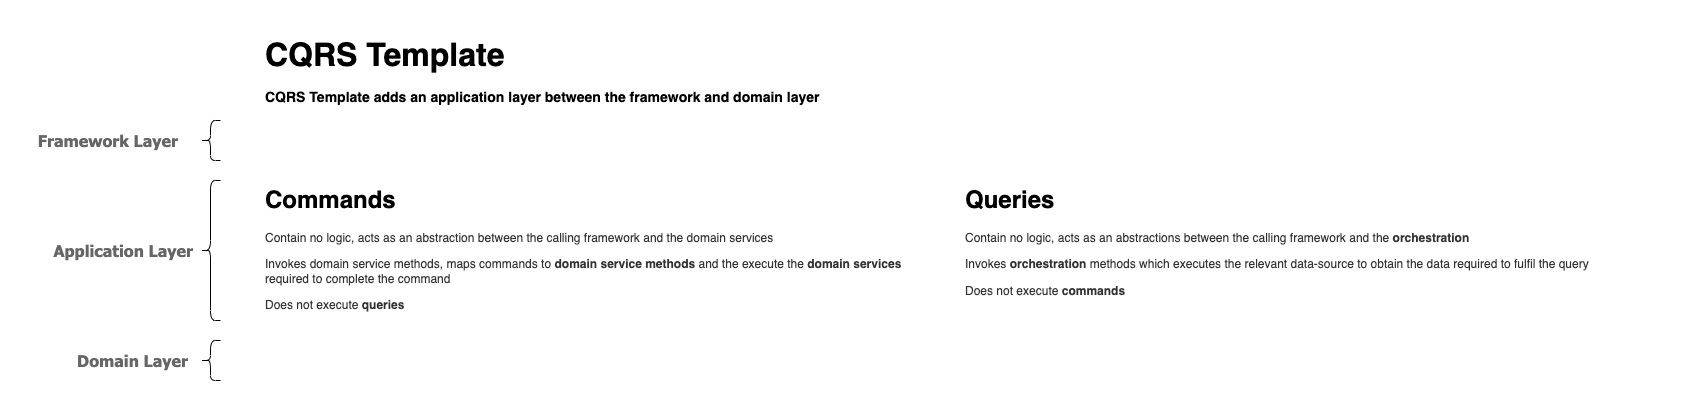 CQRS Template
CQRS Template adds an application layer between the framework and domain layer
Framework Layer
Application Layer
Commands
Contain no logic, acts as an abstraction between the calling framework and the domain services
Invokes domain service methods, maps commands to domain service methods and the execute the domain services
required to complete the command
Does not execute queries
Queries
Contain no logic, acts as an abstractions between the calling framework and the orchestration
Invokes orchestration methods which executes the relevant data-source to obtain the data required to fulfil the query
Does not execute commands
Domain Layer